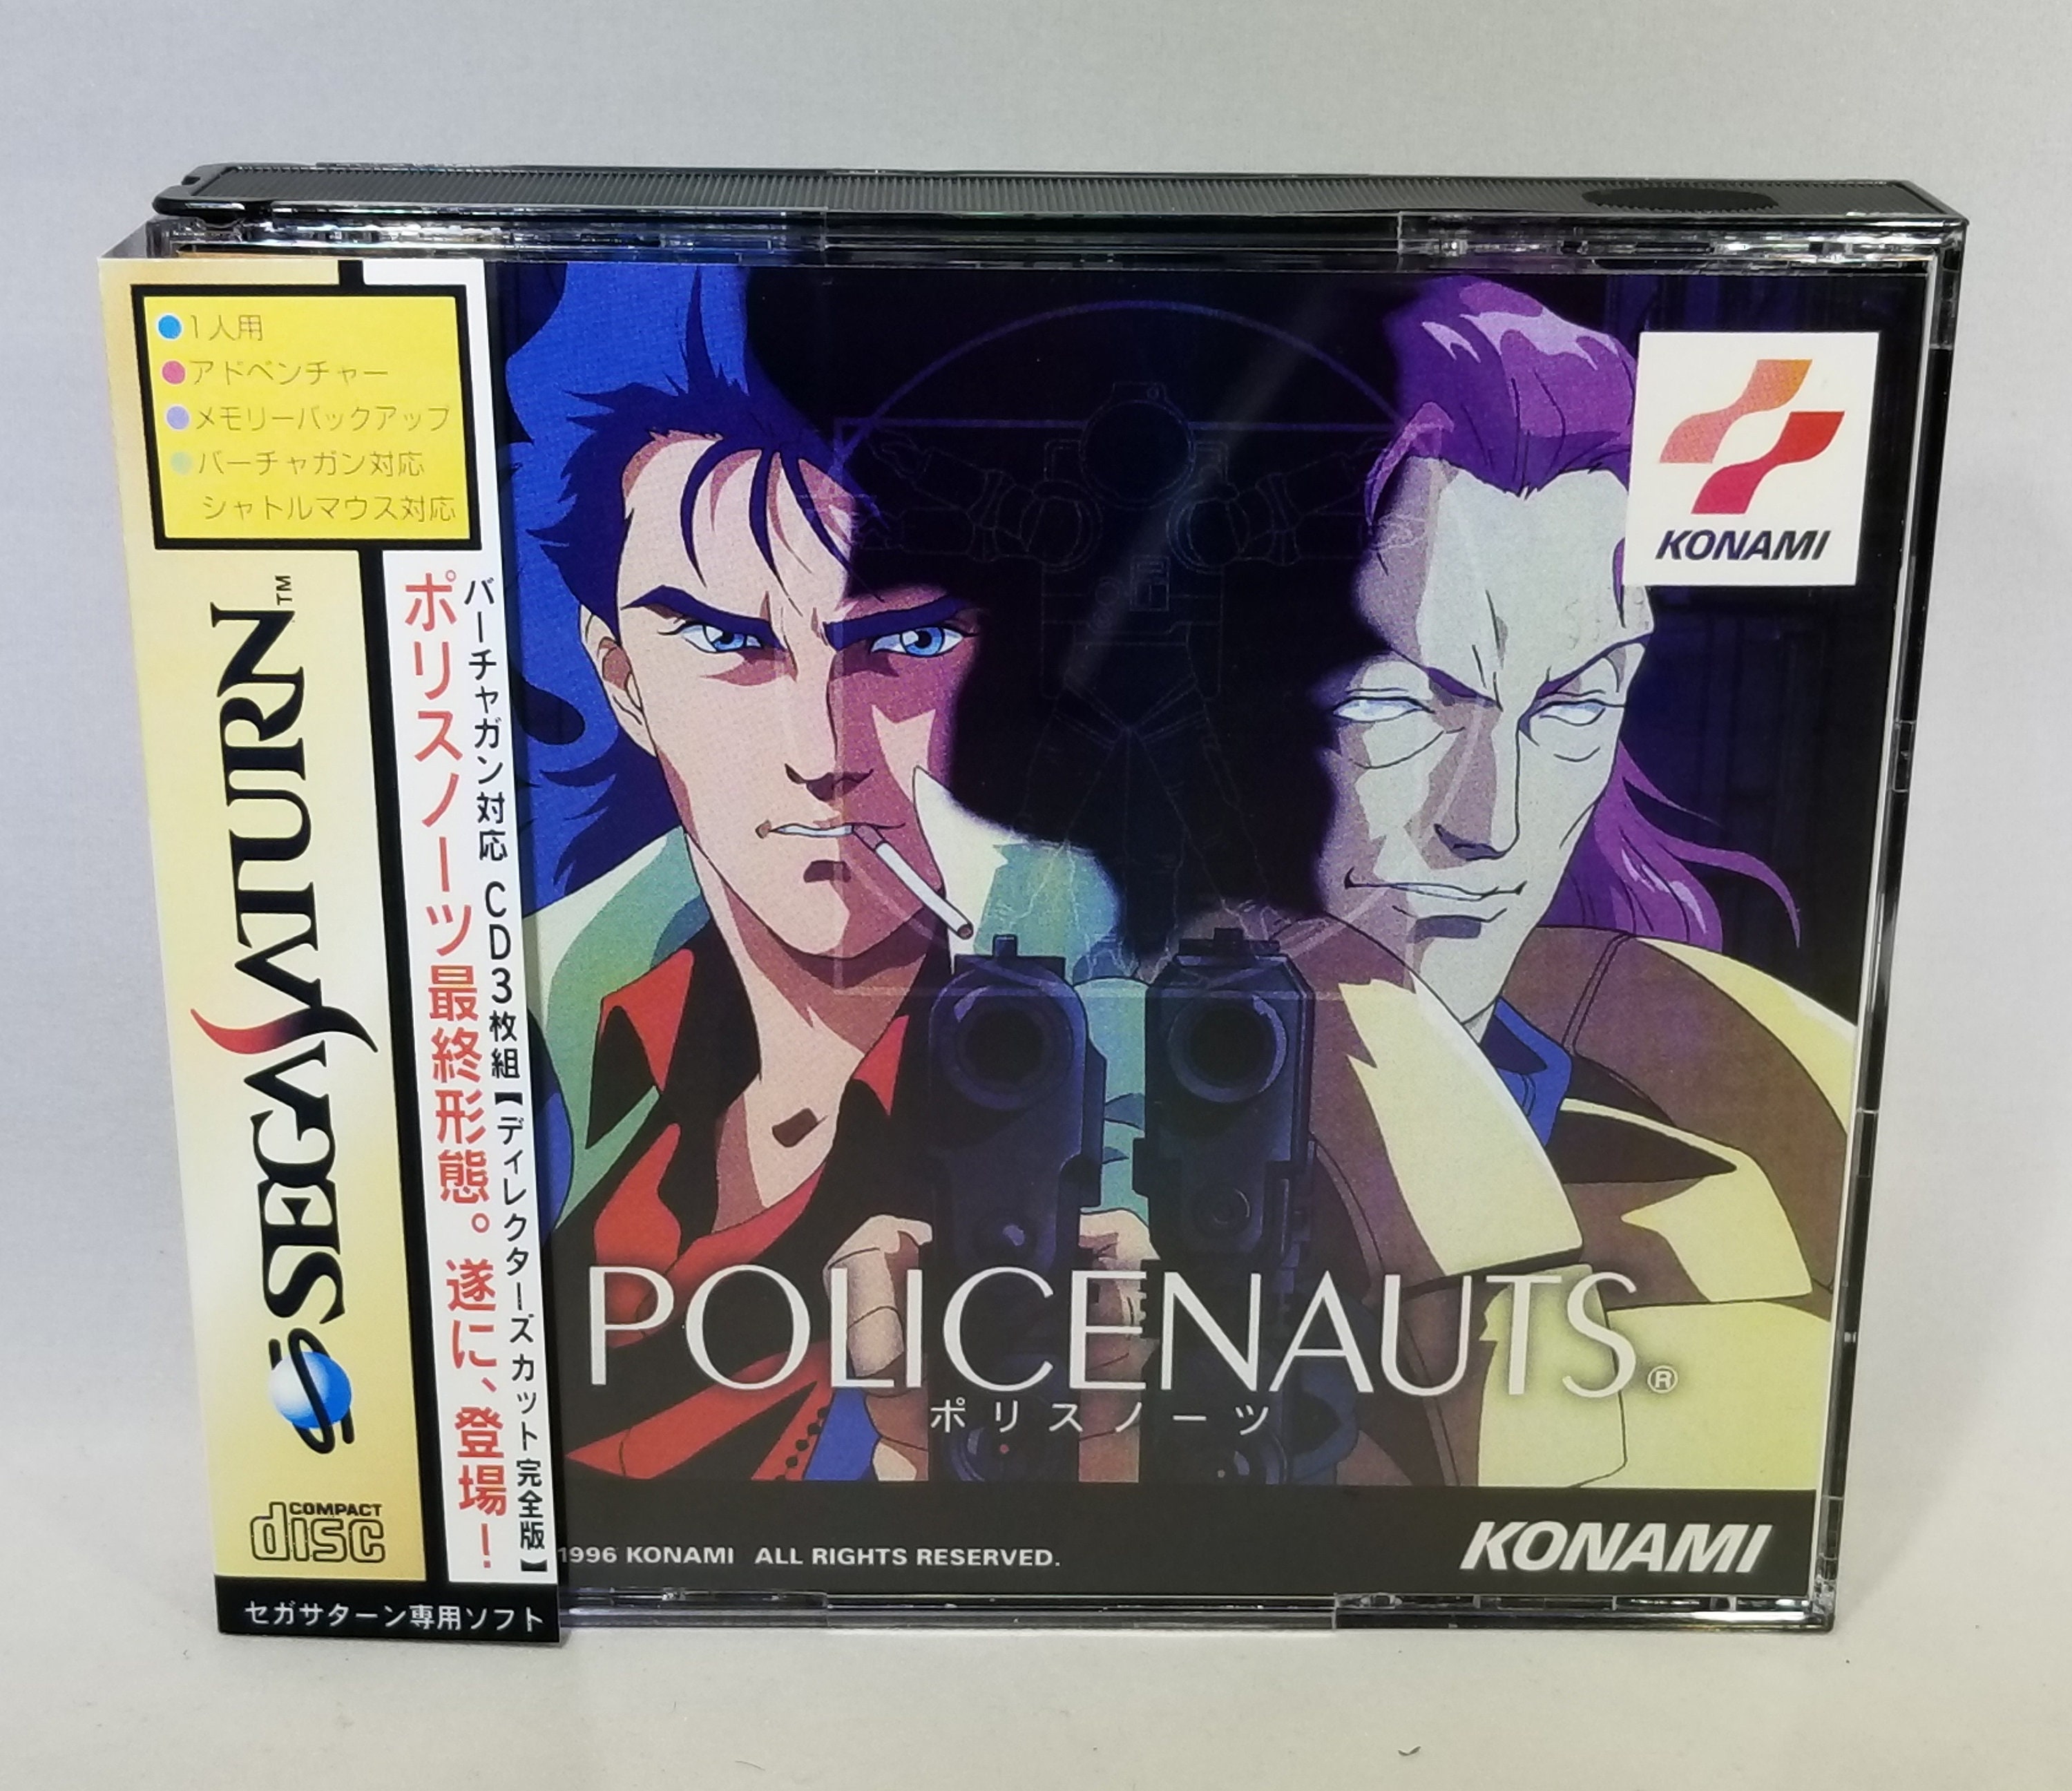 1人用
アドベンチャー
メモリーバックアップ
バーチャガン対応
シャトルマウス対応
SEGA SATURN™
バーチャガン対応 CD3枚組【ディレクターズカット完全版】
ポリスノーツ最終形態。遂に、登場！
COMPACT
disc
セガサターン専用ソフト
KONAMI
POLICENAUTS®
ポリスノーツ
1996 KONAMI ALL RIGHTS RESERVED.
KONAMI